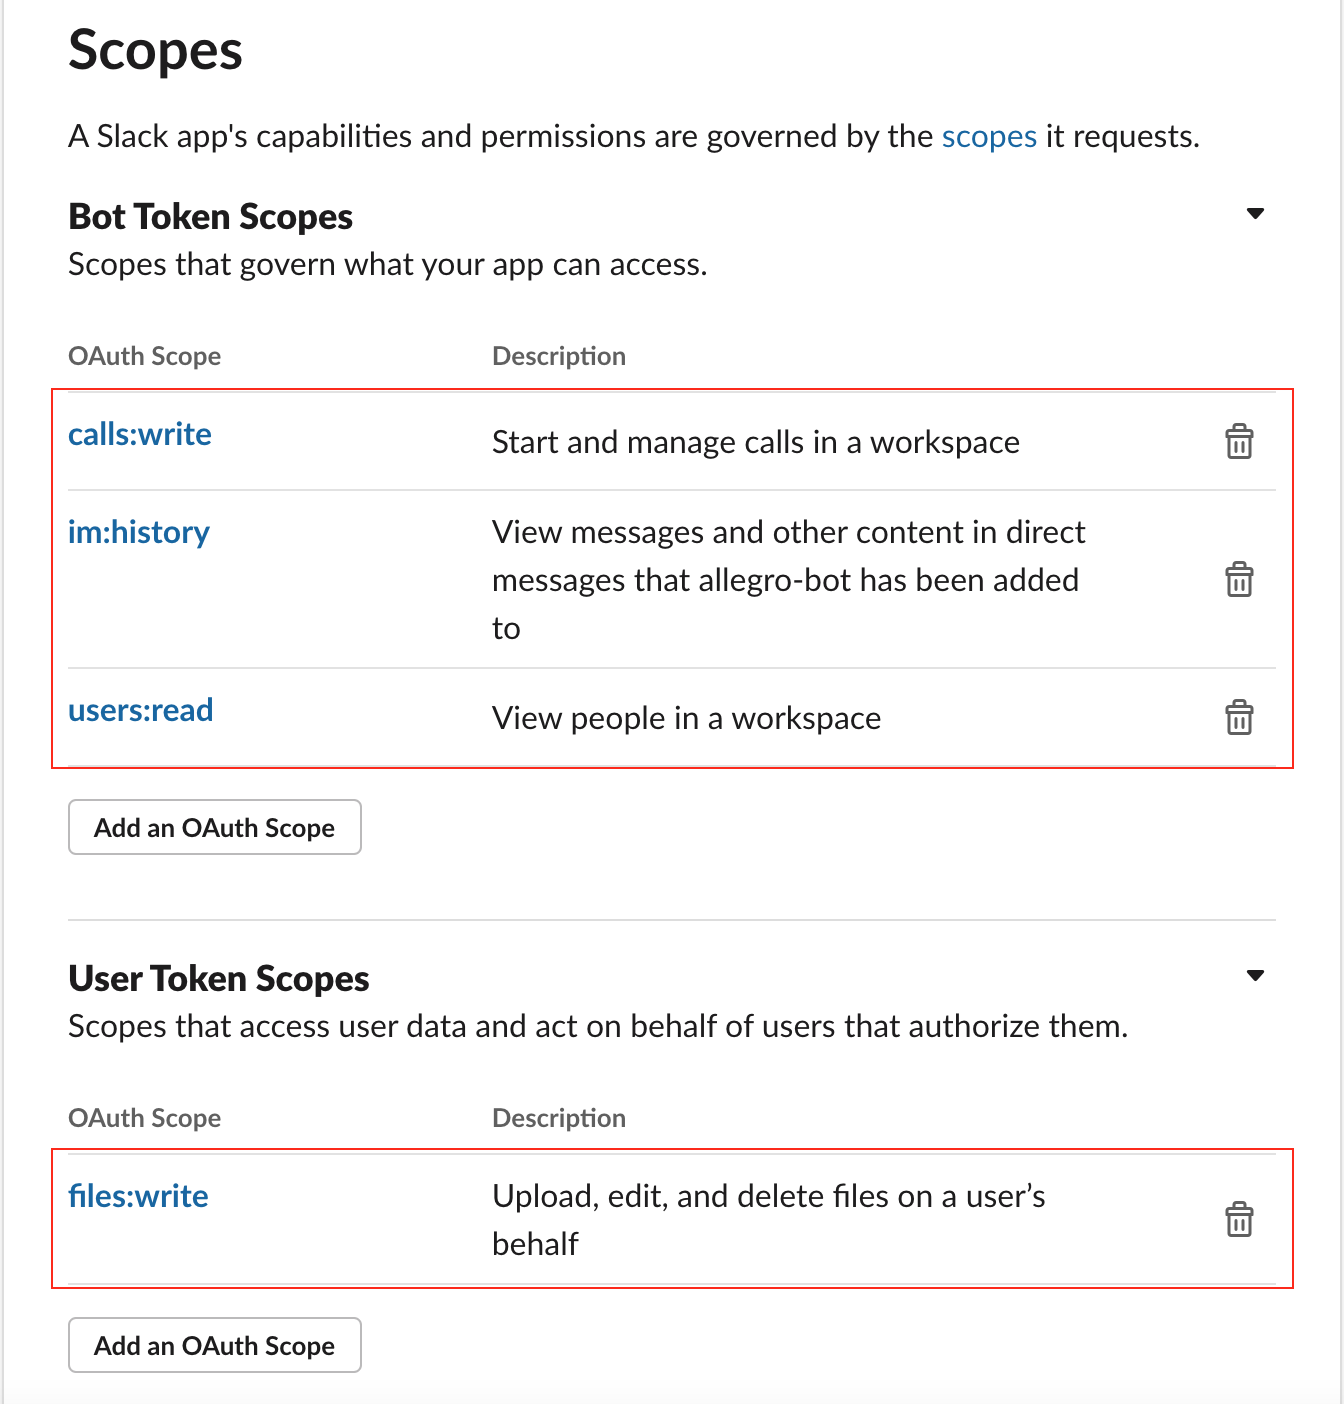 Scopes
A Slack app's capabilities and permissions are governed by the scopes it requests.
Bot Token Scopes
Scopes that govern what your app can access.
OAuth Scope Description
calls:write Start and manage calls in a workspace
im:history View messages and other content in direct
messages that allegro-bot has been added
to
users:read View people in a workspace
Add an OAuth Scope
User Token Scopes
Scopes that access user data and act on behalf of users that authorize them.
OAuth Scope Description
files:write Upload, edit, and delete files on a user’s
behalf
Add an OAuth Scope